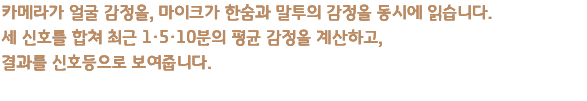 카메라가 얼굴 감정을, 마이크가 한숨과 말투의 감정을 동시에 읽습니다.
세 신호를 합쳐 최근 1·5·10분의 평균 감정을 계산하고,
결과를 신호등으로 보여줍니다.